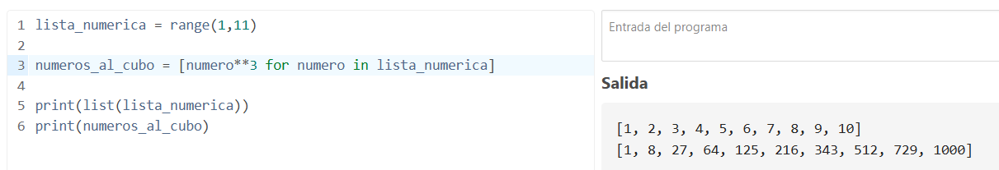 1 lista_numerica = range(1,11)
2
3 numeros_al_cubo = [numero**3 for numero in lista_numerica]
4
5 print(list(lista_numerica))
6 print(numeros_al_cubo)
Entrada del programa
Salida
[1, 2, 3, 4, 5, 6, 7, 8, 9, 10]
[1, 8, 27, 64, 125, 216, 343, 512, 729, 1000]